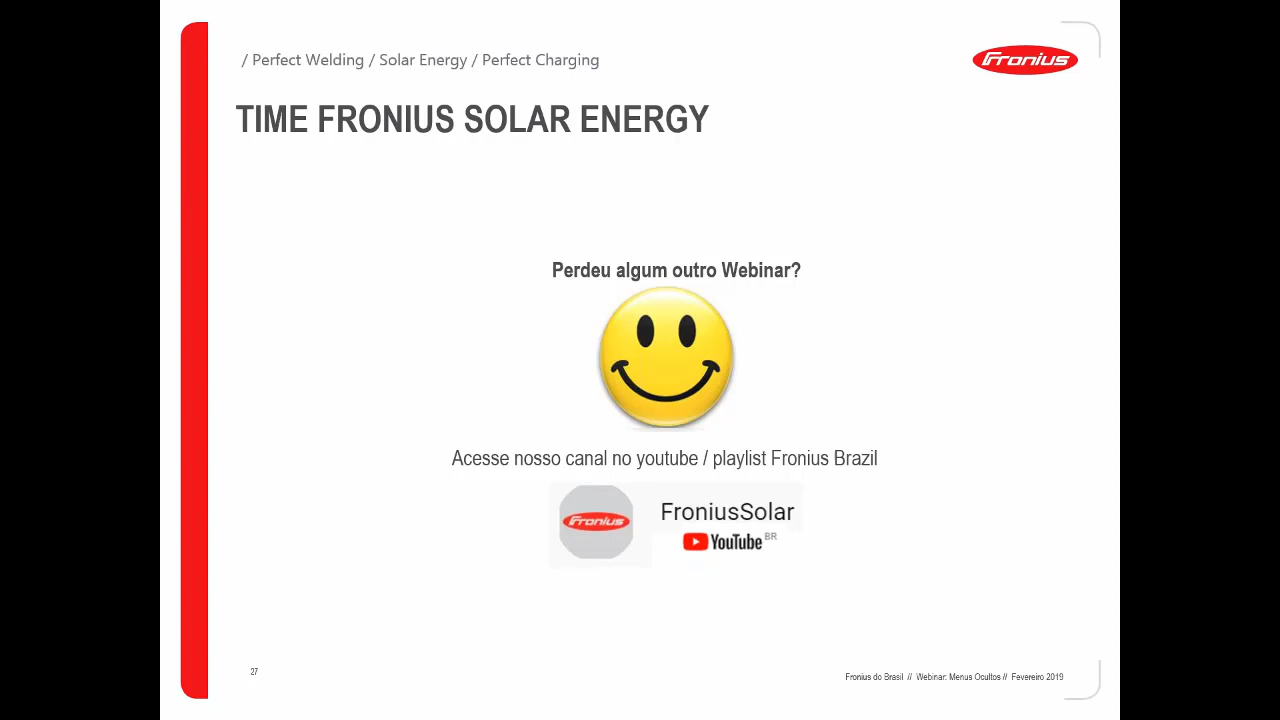 / Perfect Welding / Solar Energy / Perfect Charging
Fronius
TIME FRONIUS SOLAR ENERGY
Perdeu algum outro Webinar?
Acesse nosso canal no youtube / playlist Fronius Brazil
Fronius
FroniusSolar
YouTube BR
27
Fronius do Brasil // Webinar: Menus Ocultos // Fevereiro 2019